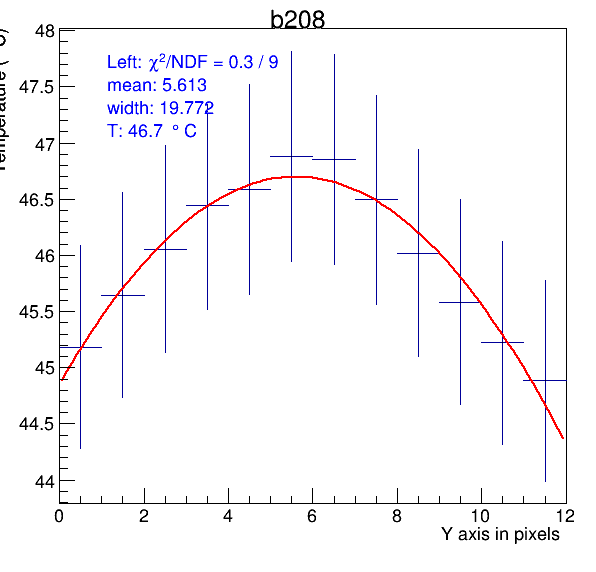 b208
Left: χ²/NDF = 0.3 / 9
mean: 5.613
width: 19.772
T: 46.7 ° C
48
47.5
47
46.5
46
45.5
45
44.5
44
0 2 4 6 8 10 12
Y axis in pixels